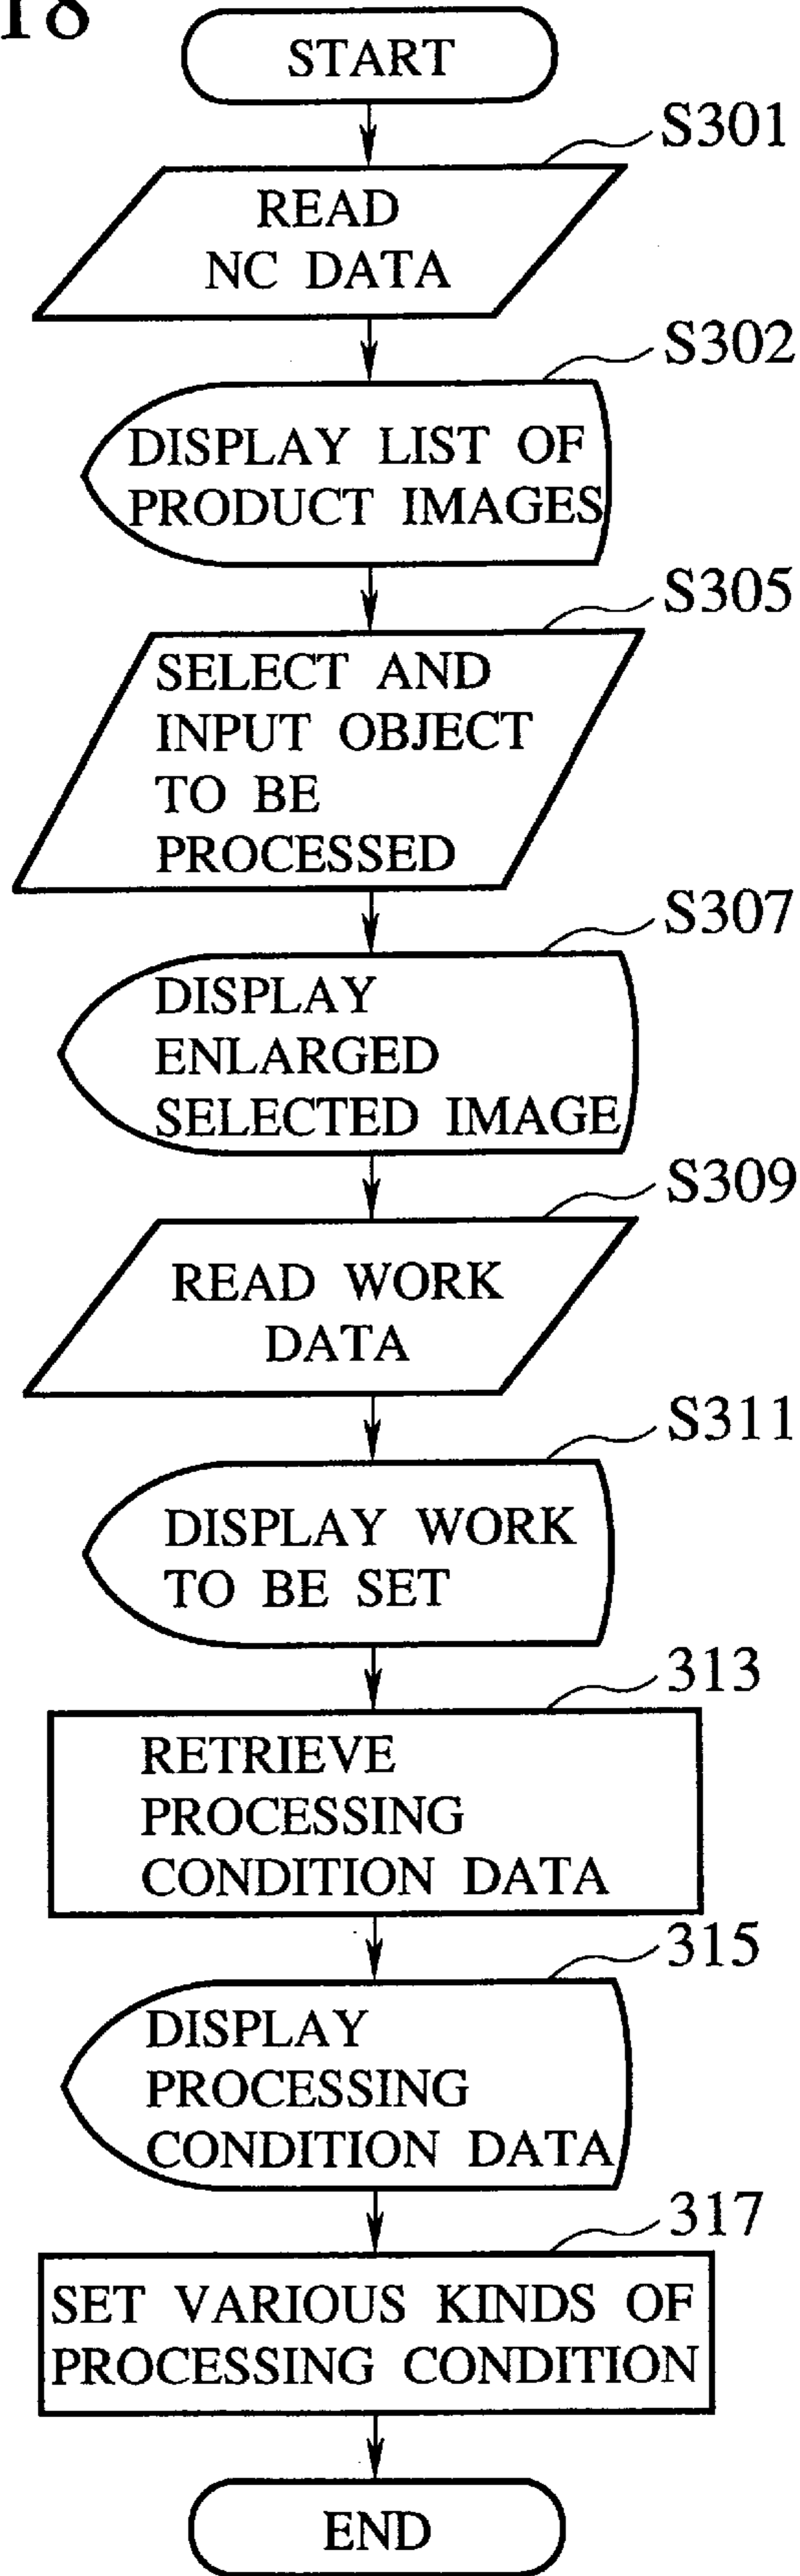 18
START
S301
READ
NC DATA
S302
DISPLAY LIST OF
PRODUCT IMAGES
S305
SELECT AND
INPUT OBJECT
TO BE
PROCESSED
S307
DISPLAY
ENLARGED
SELECTED IMAGE
S309
READ WORK
DATA
S311
DISPLAY WORK
TO BE SET
313
RETRIEVE
PROCESSING
CONDITION DATA
315
DISPLAY
PROCESSING
CONDITION DATA
317
SET VARIOUS KINDS OF
PROCESSING CONDITION
END